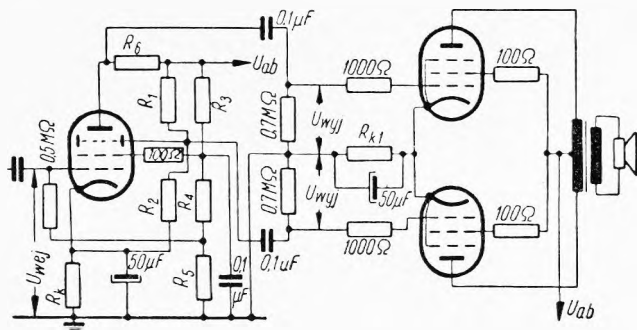 0,1µF
R6
Uab
R1
R3
1000Ω
100Ω
0,5MΩ
100Ω
0,7MΩ
Uwyj
Rk1
Uwej
R2
R4
0,7MΩ
Uwyj
50µF
50µF
Rk
R5
0,1
µF
0,1uF
1000Ω
100Ω
Uab